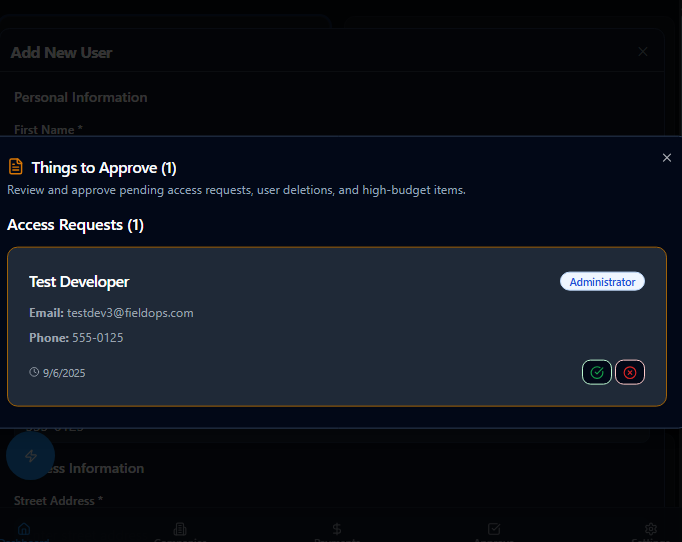 Add New User
Personal Information
First Name *
Things to Approve (1)
Review and approve pending access requests, user deletions, and high-budget items.
Access Requests (1)
Test Developer
Administrator
Email: testdev3@fieldops.com
Phone: 555-0125
9/6/2025
555-0125
Information
Street Address *